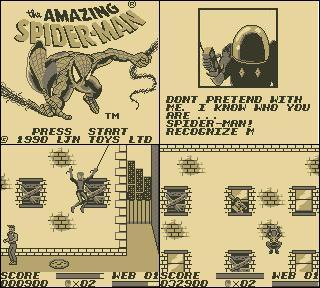 the AMAZING
SPIDER-MAN®
TM
PRESS START
© 1990 LJN TOYS LTD
DONT PRETEND WITH
ME. I KNOW WHO YOU
ARE ...
SPIDER-MAN!
RECOGNIZE M
SCORE WEB 01
000900 ×02
SCORE WEB 01
032900 ×02